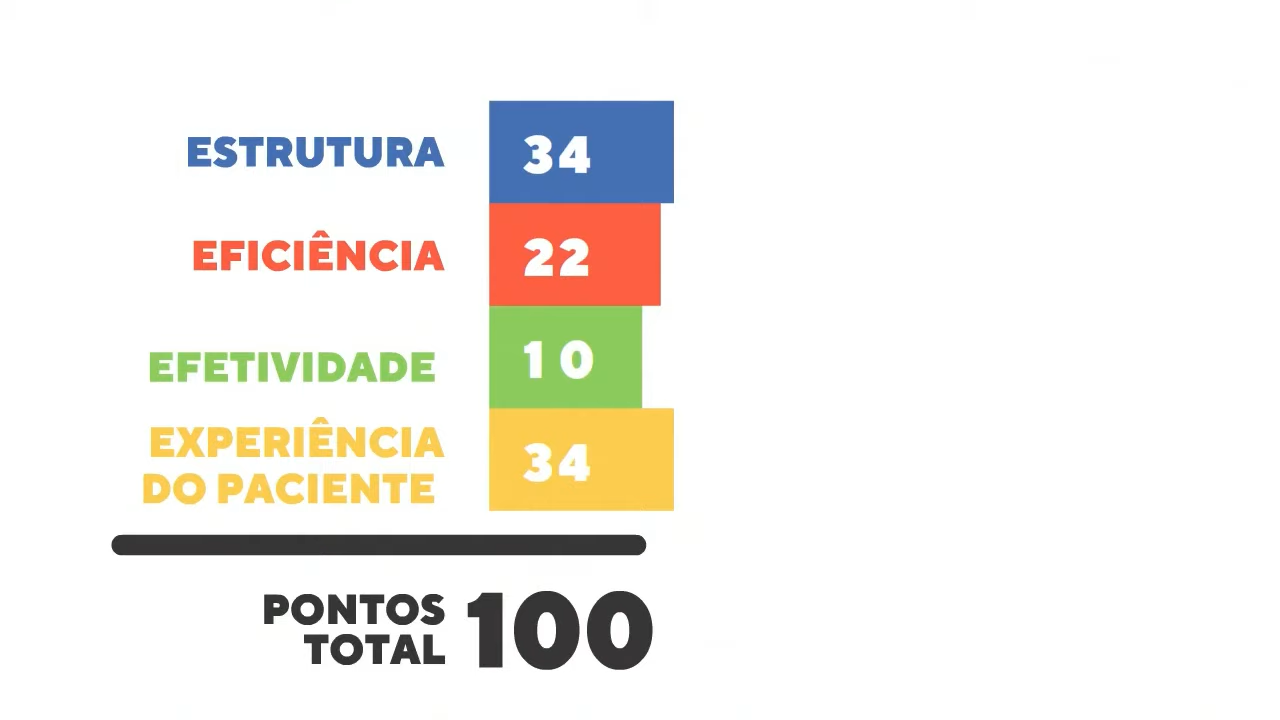 ESTRUTURA 34
EFICIÊNCIA 22
EFETIVIDADE 10
EXPERIÊNCIA
DO PACIENTE 34
PONTOS
TOTAL 100